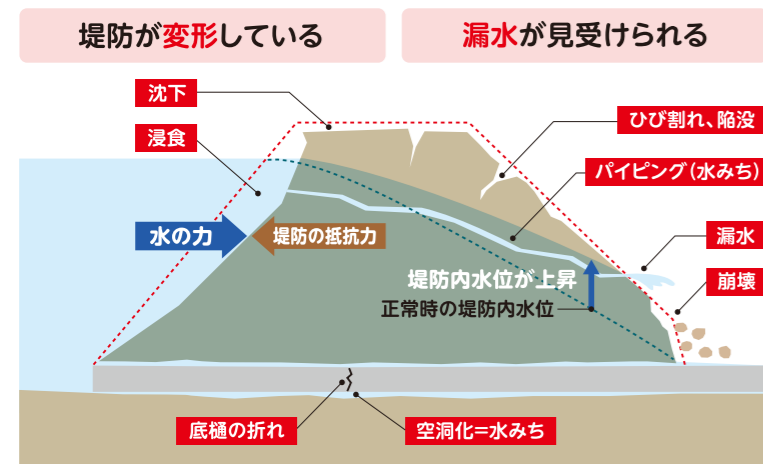 堤防が変形している
漏水が見受けられる
沈下
浸食
ひび割れ、陥没
パイピング（水みち）
水の力
堤防の抵抗力
漏水
堤防内水位が上昇
崩壊
正常時の堤防内水位
底樋の折れ
空洞化＝水みち